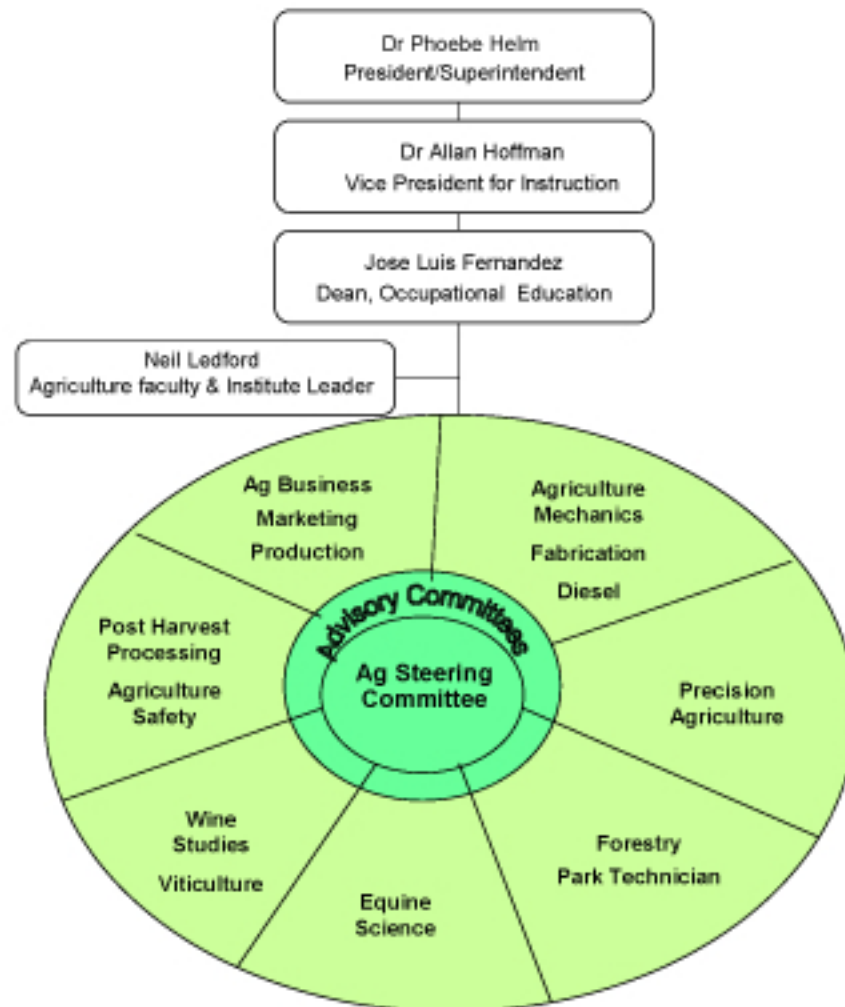 Dr Phoebe Helm
President/Superintendent
Dr Allan Hoffman
Vice President for Instruction
Jose Luis Fernandez
Dean, Occupational Education
Neil Ledford
Agriculture faculty & Institute Leader
Ag Business
Marketing
Production
Agriculture
Mechanics
Fabrication
Diesel
Post Harvest
Processing
Agriculture
Safety
Advisory Committees
Ag Steering
Committee
Precision
Agriculture
Wine
Studies
Viticulture
Equine
Science
Forestry
Park Technician